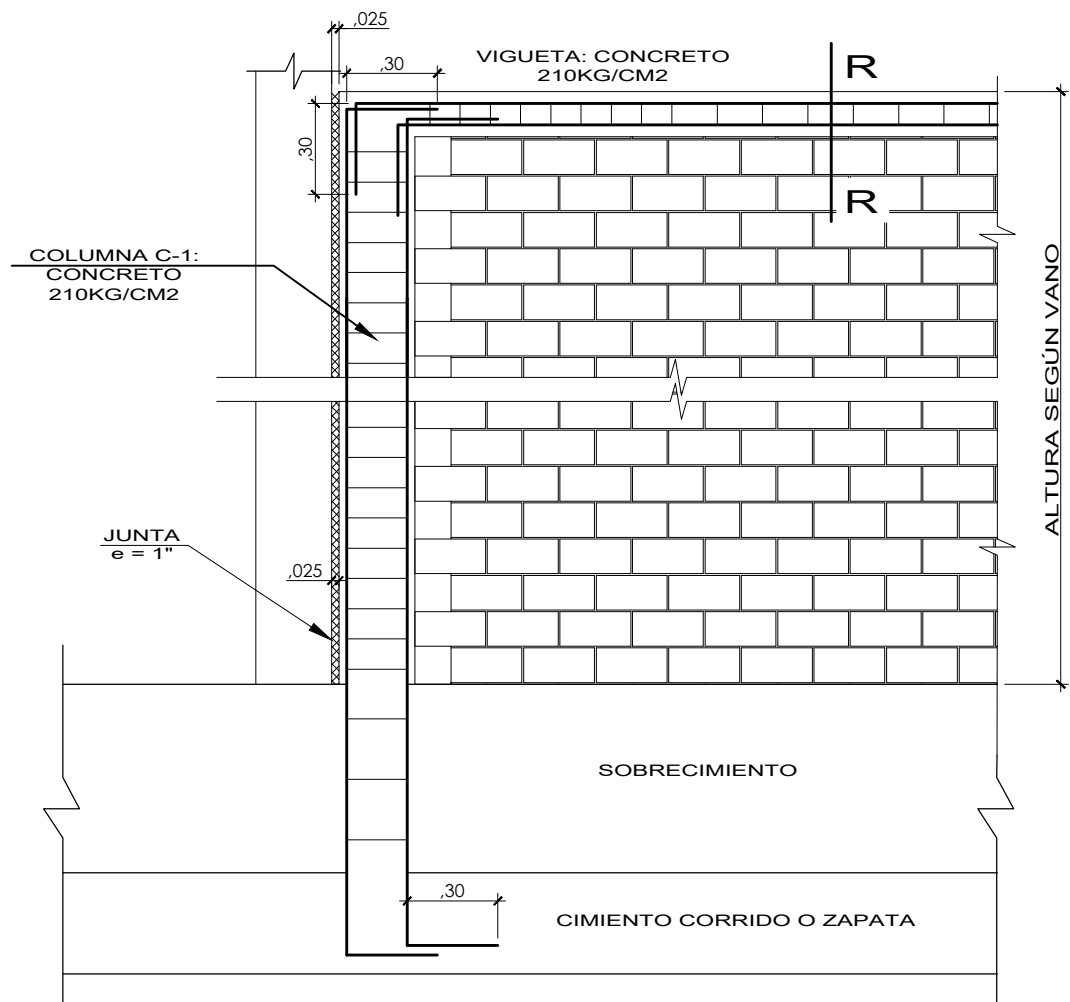 ,025
VIGUETA: CONCRETO
210KG/CM2
R
,30
,30
R
COLUMNA C-1:
CONCRETO
210KG/CM2
ALTURA SEGÚN VANO
JUNTA
e = 1"
,025
SOBRECIMIENTO
,30
CIMIENTO CORRIDO O ZAPATA